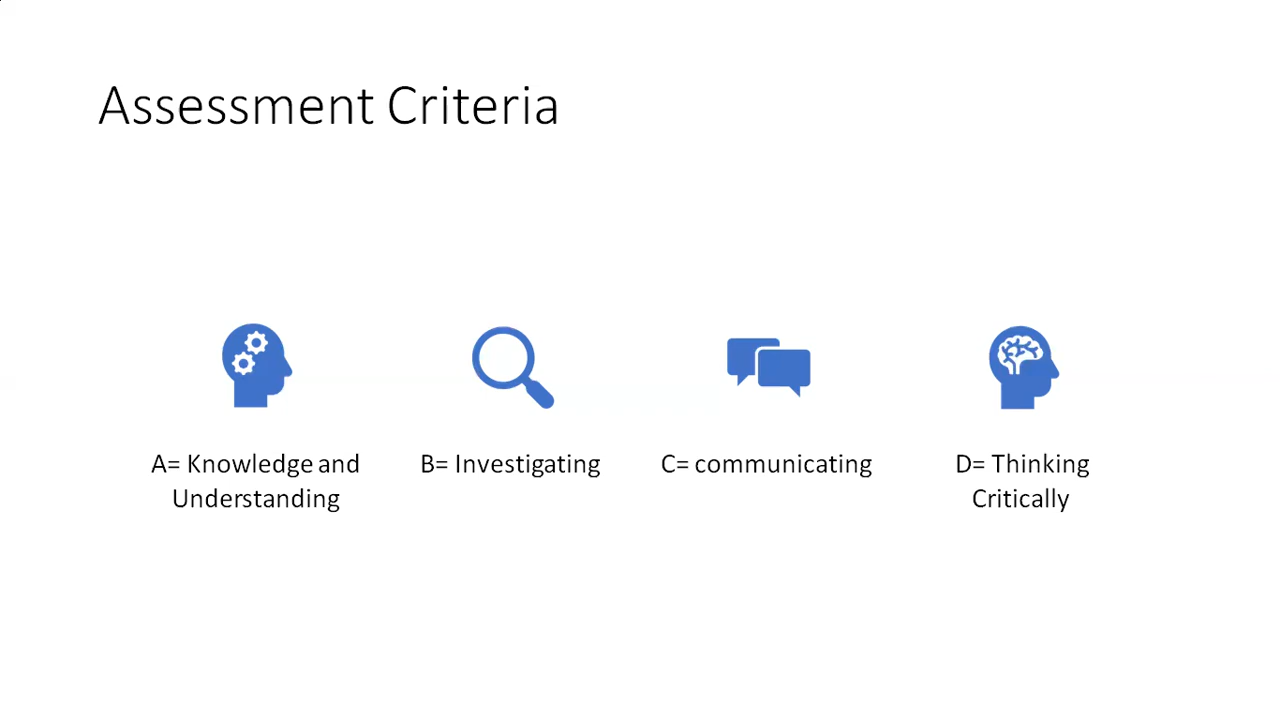 Assessment Criteria
A= Knowledge and
Understanding
B= Investigating
C= communicating
D= Thinking
Critically